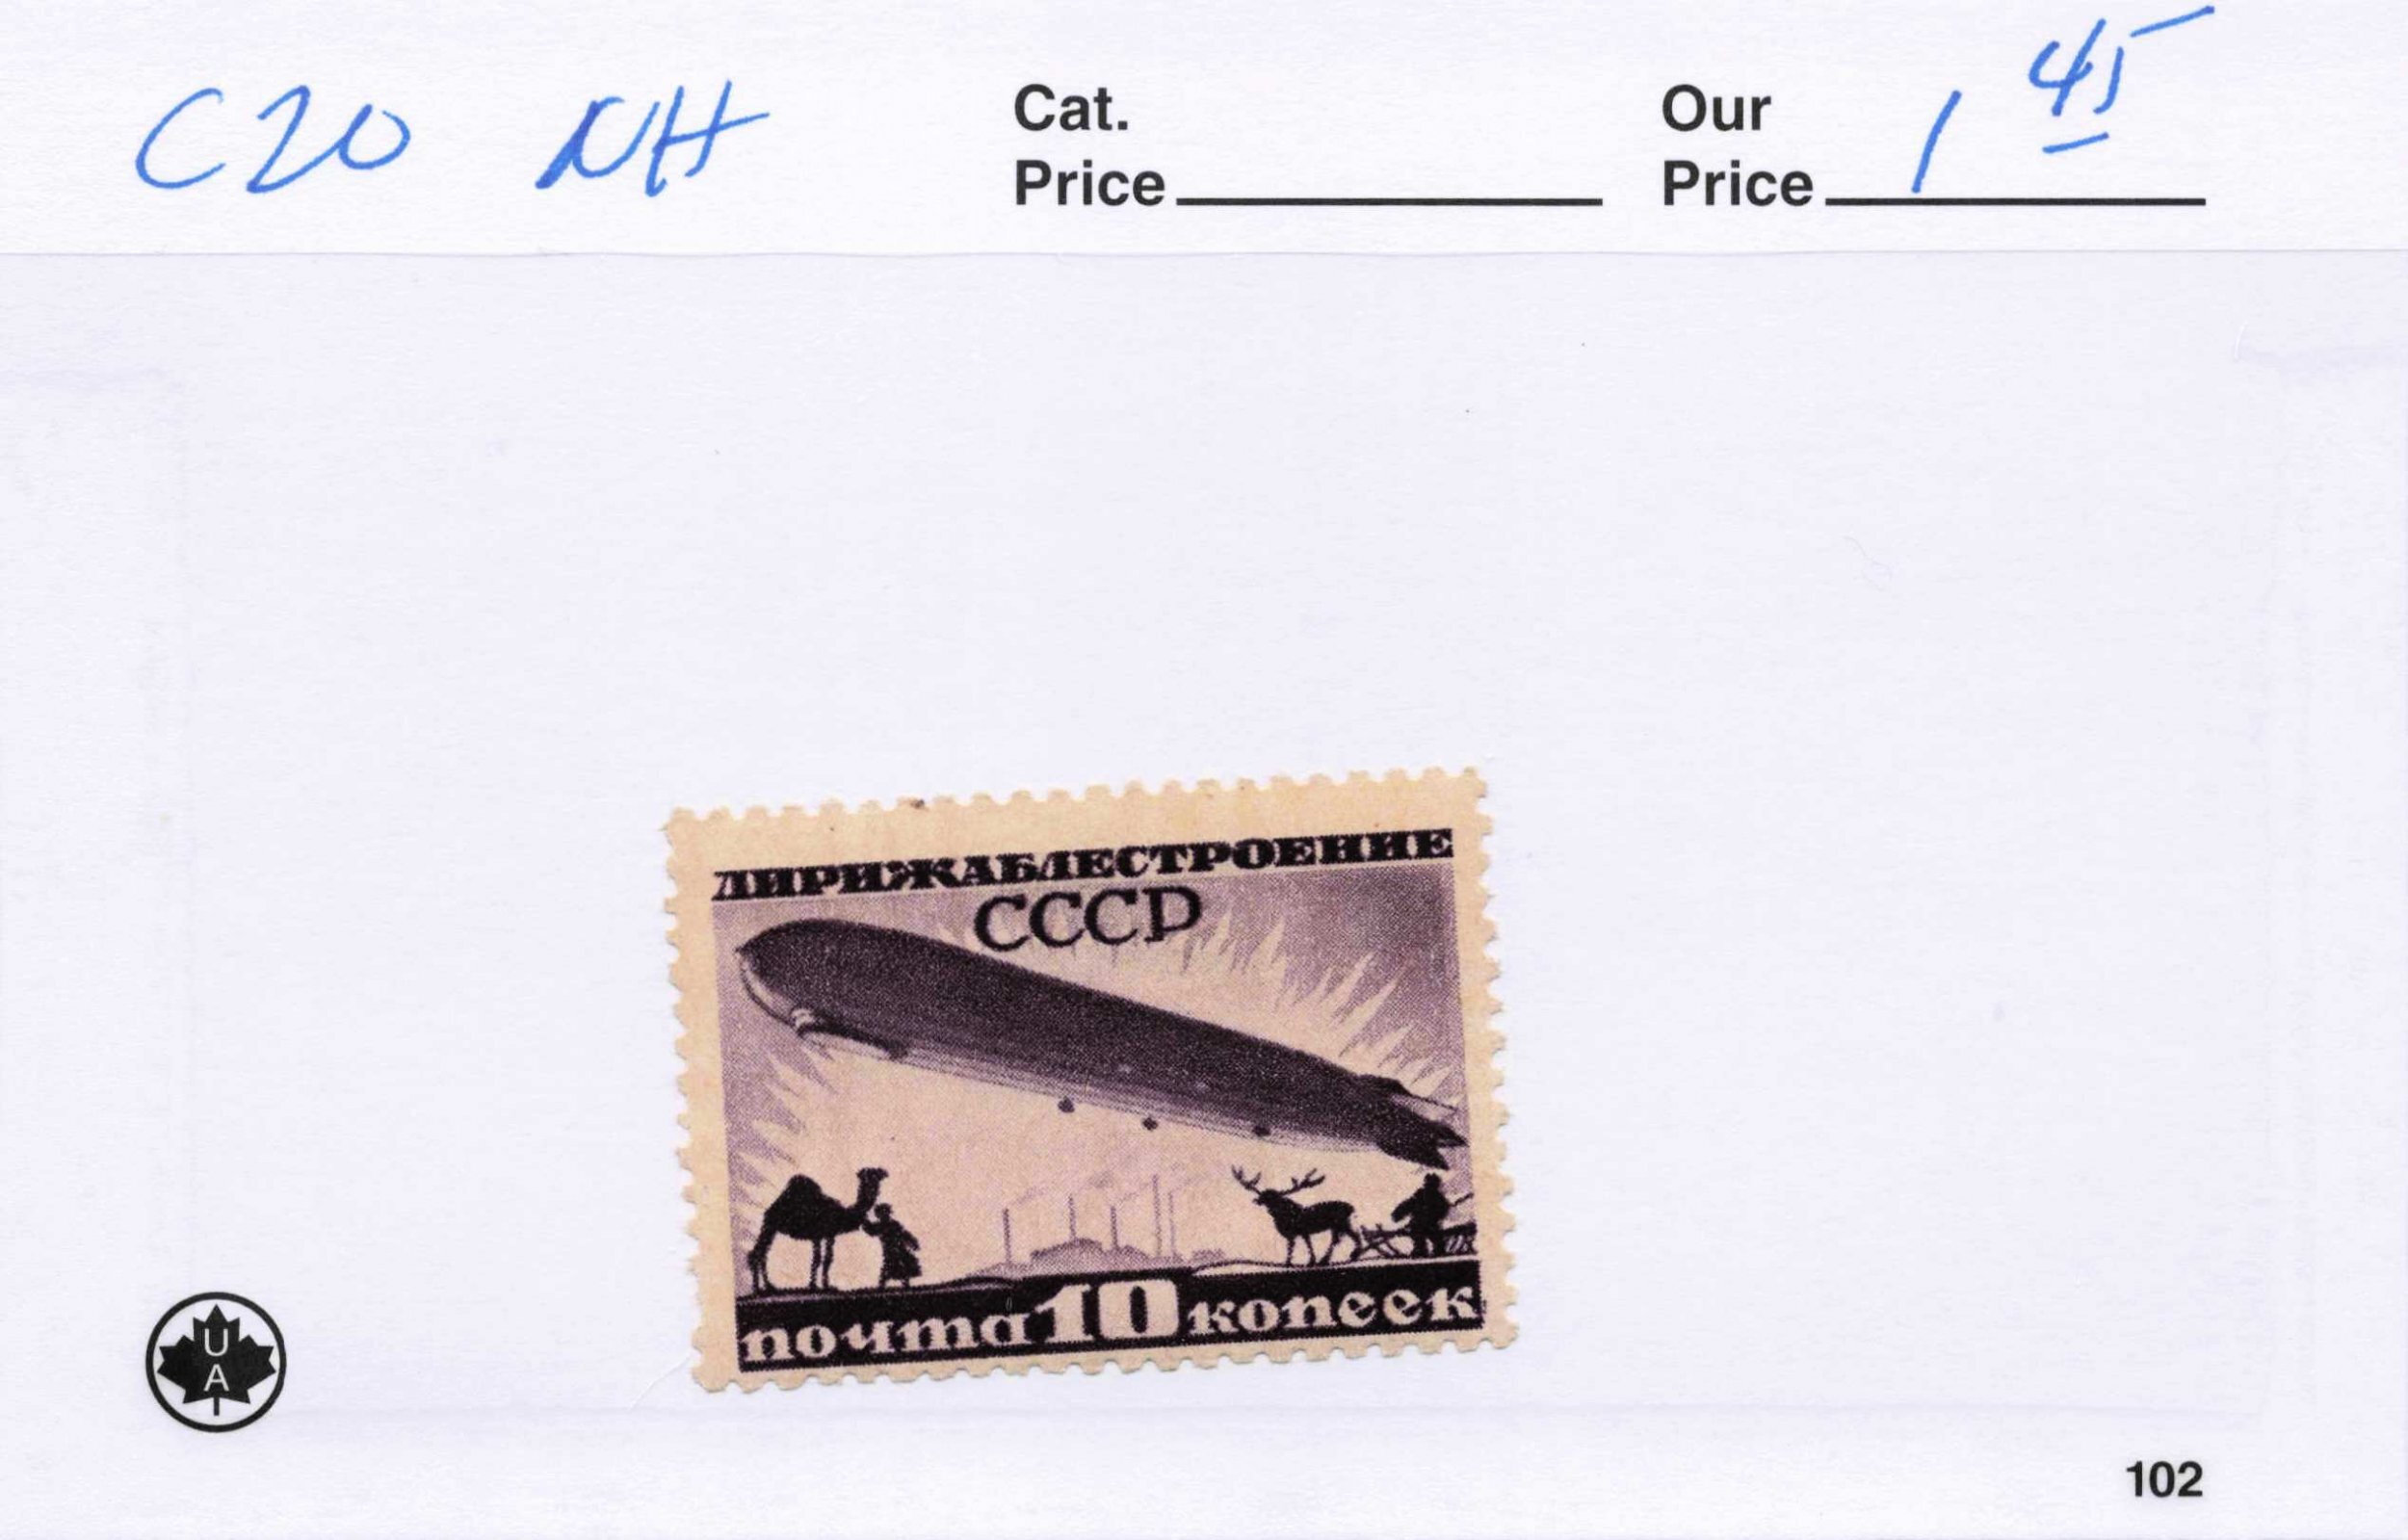 C20 NH
Cat.
Price
Our
Price 1 45
ДИРИЖАБЛЕСТРОЕНИЕ
СССР
почта 10 копеек
U
A
102